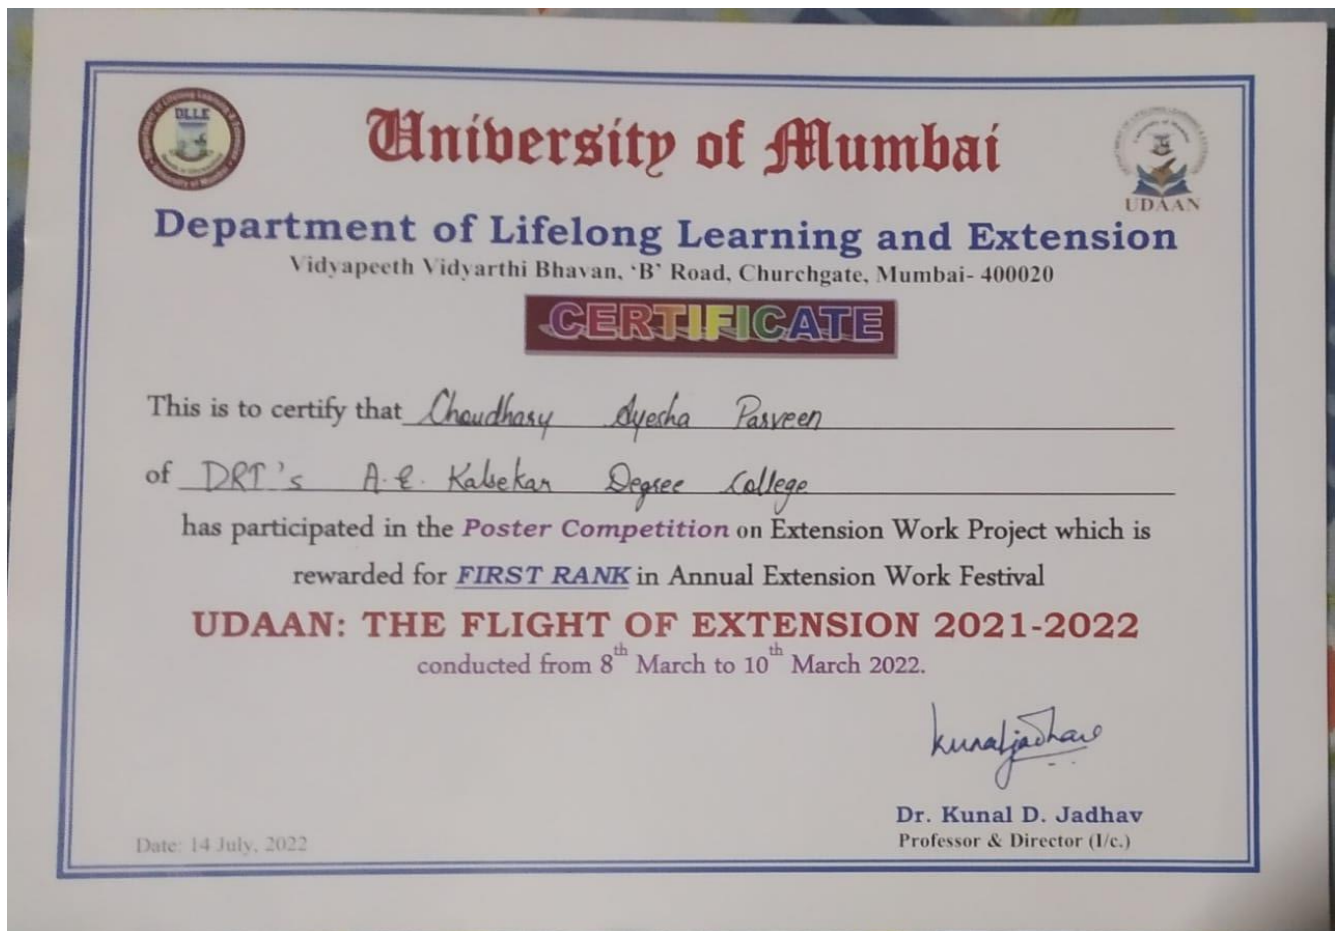 DLLE
University of Mumbai
UDAAN
Department of Lifelong Learning and Extension
Vidyapeeth Vidyarthi Bhavan, ‘B’ Road, Churchgate, Mumbai- 400020
CERTIFICATE
This is to certify that Choudhary Ayesha Parveen
of DRT's A.E. Kalsekar Degree College
has participated in the Poster Competition on Extension Work Project which is
rewarded for FIRST RANK in Annual Extension Work Festival
UDAAN: THE FLIGHT OF EXTENSION 2021-2022
conducted from 8th March to 10th March 2022.
kunaljadhav
Dr. Kunal D. Jadhav
Professor & Director (I/c.)
Date: 14 July, 2022